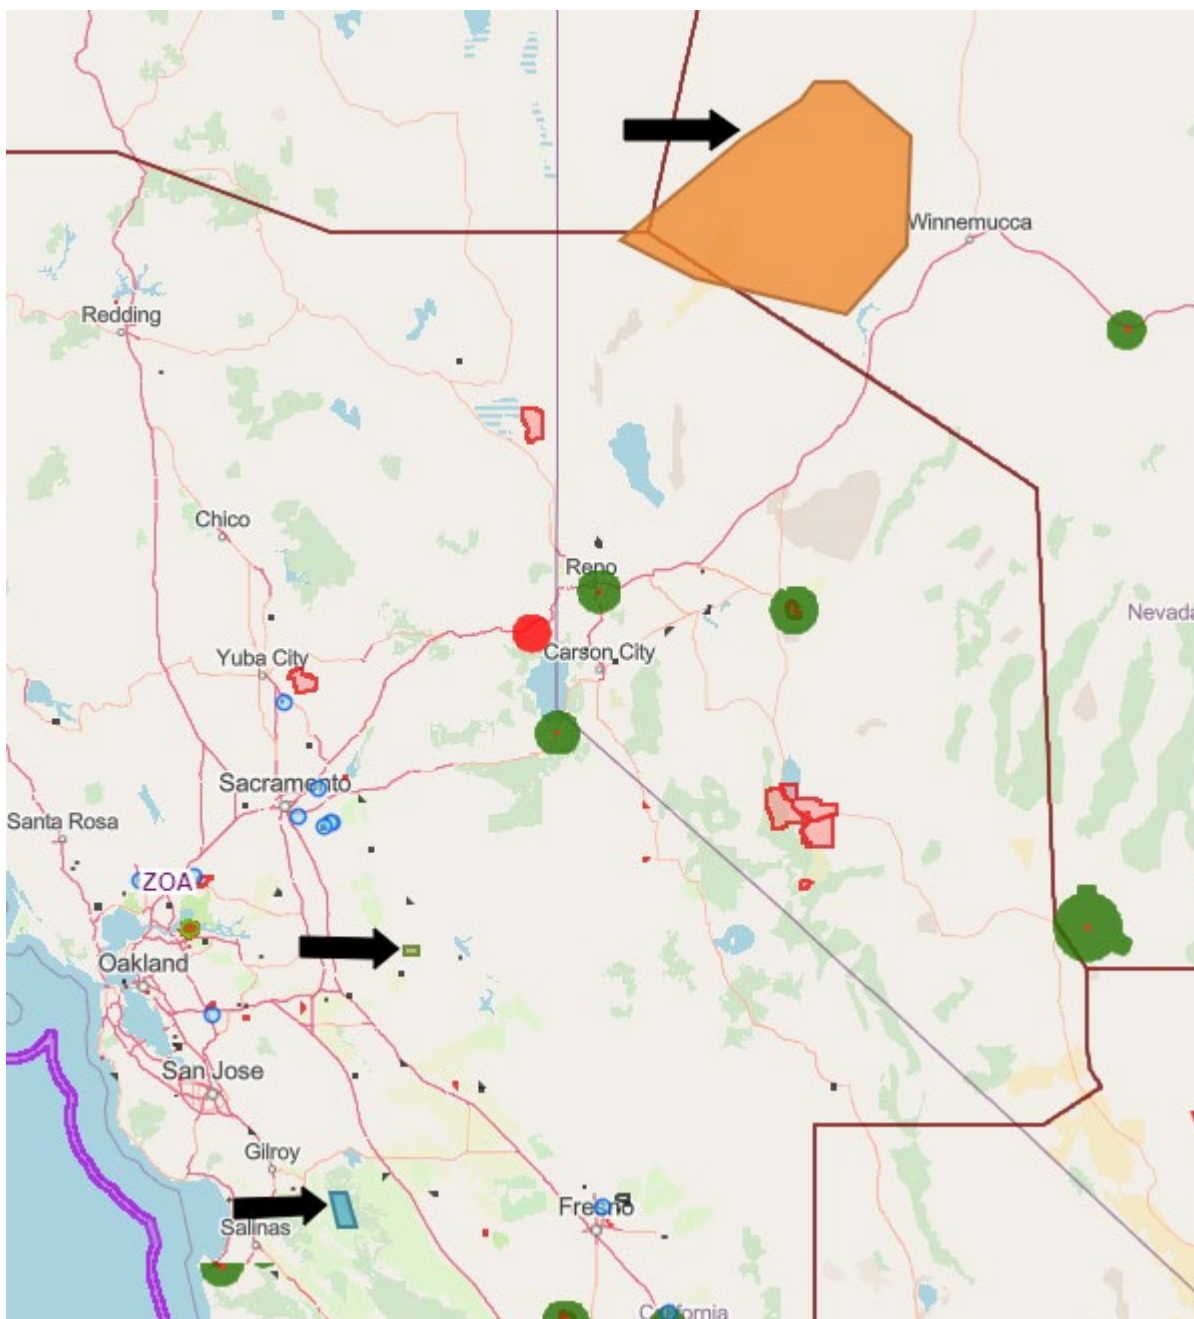 Winnemucca
Redding
Chico
Reno
Nevada
Carson City
Yuba City
Sacramento
Santa Rosa
ZOA
Oakland
San Jose
Gilroy
Fresno
Salinas
California